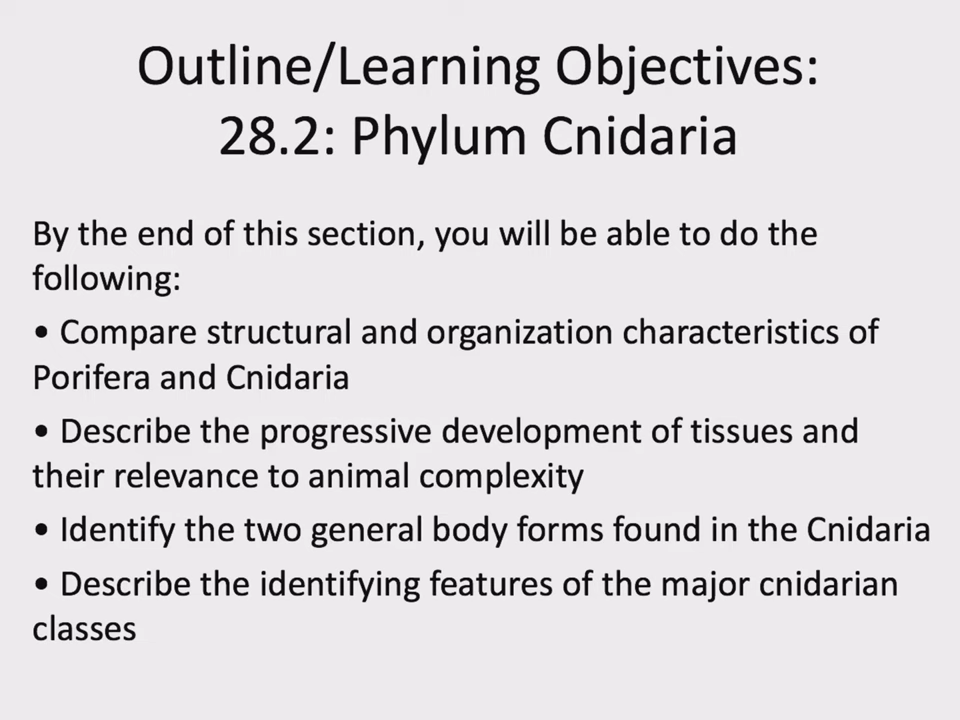 Outline/Learning Objectives:
28.2: Phylum Cnidaria
By the end of this section, you will be able to do the
following:
• Compare structural and organization characteristics of
Porifera and Cnidaria
• Describe the progressive development of tissues and
their relevance to animal complexity
• Identify the two general body forms found in the Cnidaria
• Describe the identifying features of the major cnidarian
classes